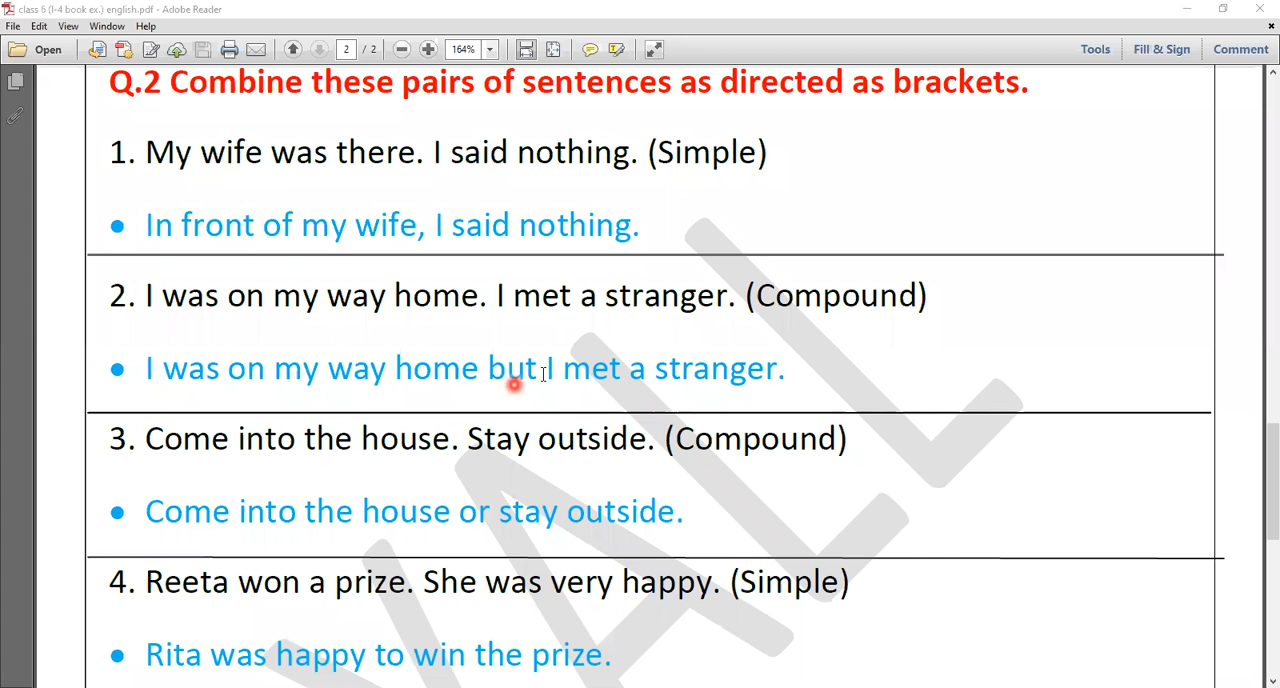 class 6 (I-4 book ex.) english.pdf - Adobe Reader
File Edit View Window Help
Open 2 / 2 164% Tools Fill & Sign Comment
Q.2 Combine these pairs of sentences as directed as brackets.
1. My wife was there. I said nothing. (Simple)
• In front of my wife, I said nothing.
2. I was on my way home. I met a stranger. (Compound)
• I was on my way home but I met a stranger.
3. Come into the house. Stay outside. (Compound)
• Come into the house or stay outside.
4. Reeta won a prize. She was very happy. (Simple)
• Rita was happy to win the prize.